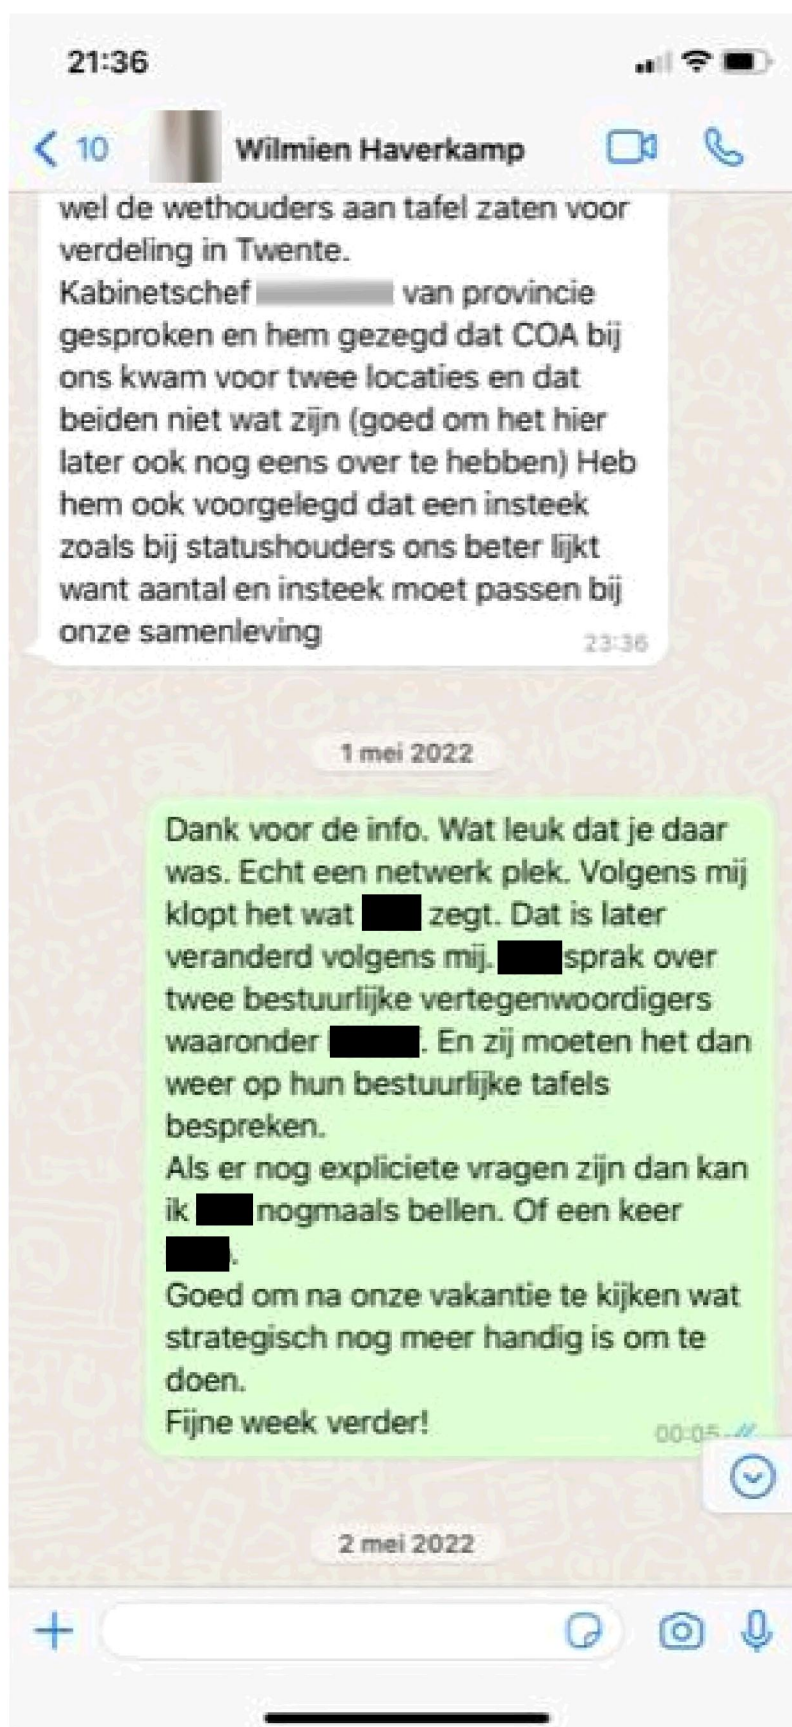 21:36
10
Wilmien Haverkamp
wel de wethouders aan tafel zaten voor
verdeling in Twente.
Kabinetschef van provincie
gesproken en hem gezegd dat COA bij
ons kwam voor twee locaties en dat
beiden niet wat zijn (goed om het hier
later ook nog eens over te hebben) Heb
hem ook voorgelegd dat een insteek
zoals bij statushouders ons beter lijkt
want aantal en insteek moet passen bij
onze samenleving
23:36
1 mei 2022
Dank voor de info. Wat leuk dat je daar
was. Echt een netwerk plek. Volgens mij
klopt het wat zegt. Dat is later
veranderd volgens mij. sprak over
twee bestuurlijke vertegenwoordigers
waaronder . En zij moeten het dan
weer op hun bestuurlijke tafels
bespreken.
Als er nog expliciete vragen zijn dan kan
ik nogmaals bellen. Of een keer
.
Goed om na onze vakantie te kijken wat
strategisch nog meer handig is om te
doen.
Fijne week verder!
00:05
2 mei 2022